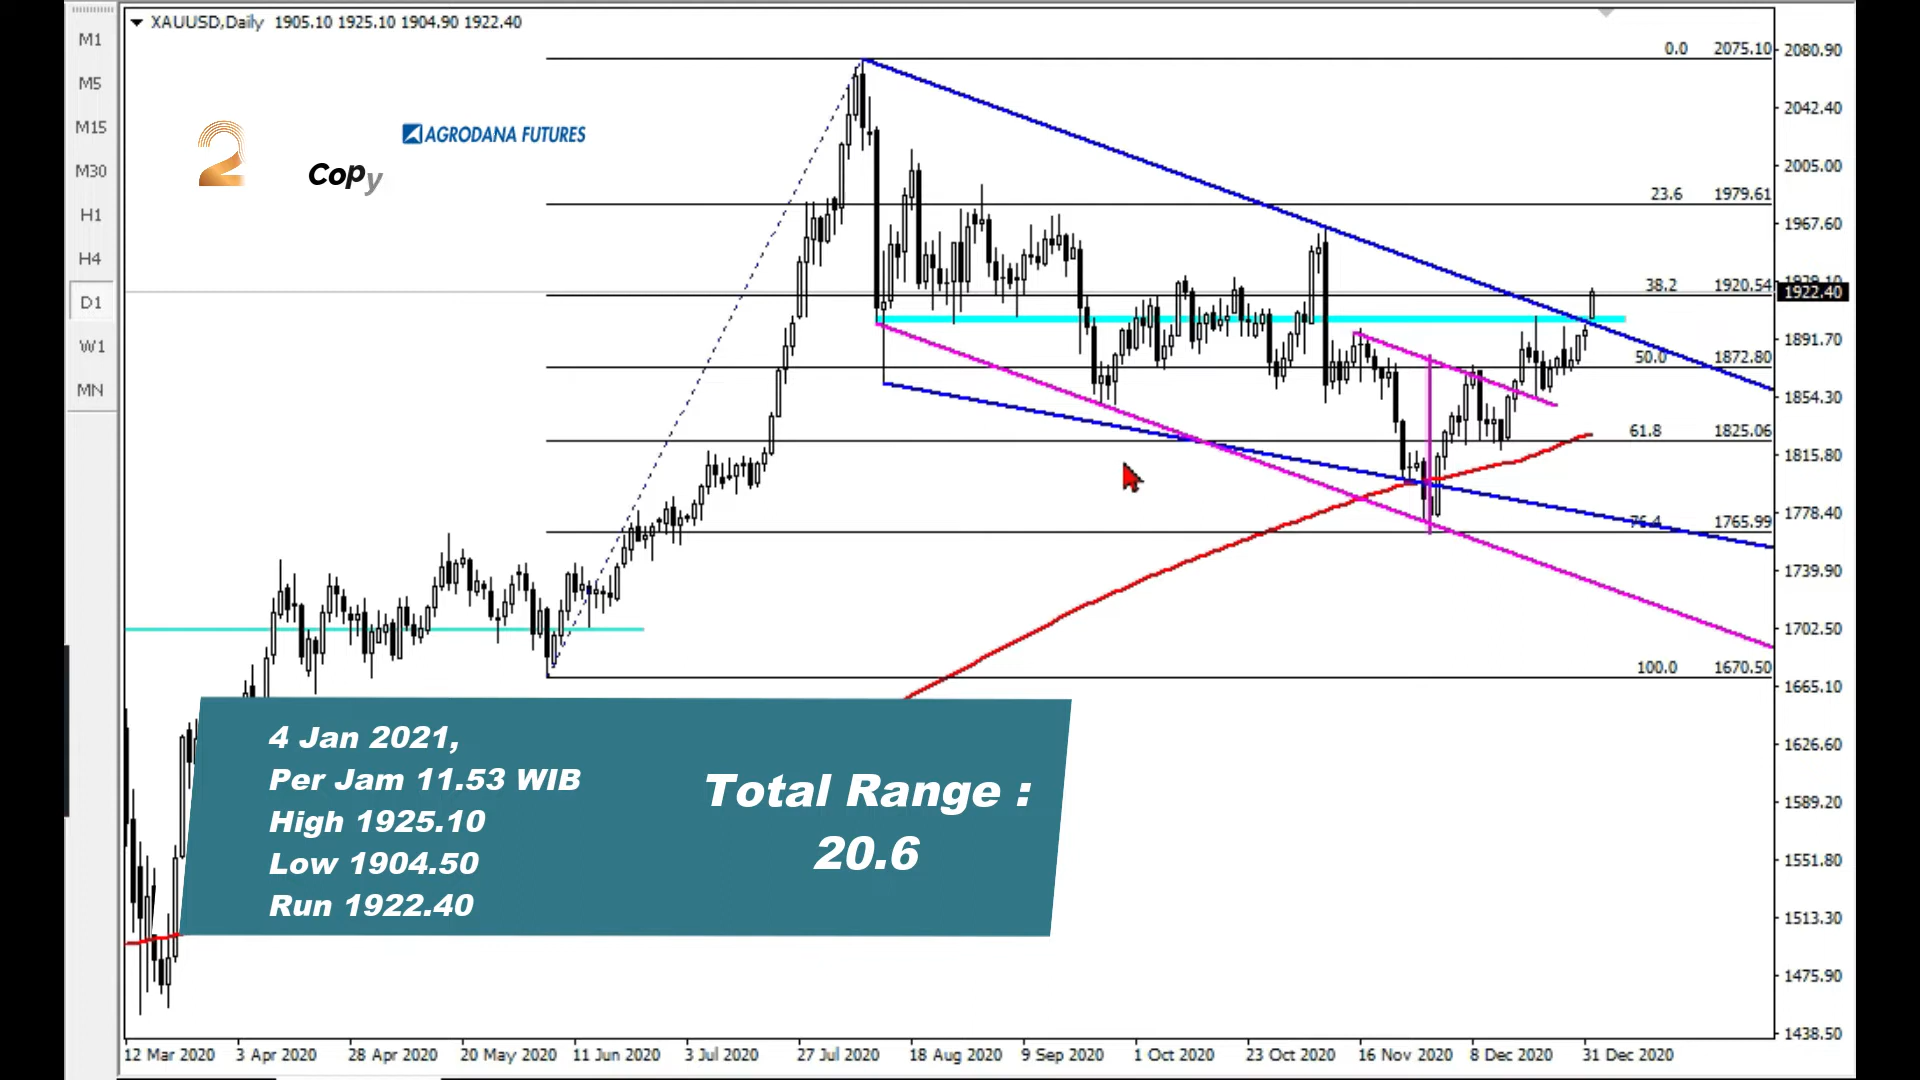 XAUUSD,Daily 1905.10 1925.10 1904.90 1922.40
M1
M5
M15
M30
H1
H4
D1
W1
MN
2
Copy
AGRODANA FUTURES
0.0 2075.10
23.6 1979.61
38.2 1920.54
50.0 1872.80
61.8 1825.06
76.4 1765.99
100.0 1670.50
2080.90
2042.40
2005.00
1967.60
1929.10
1922.40
1891.70
1854.30
1815.80
1778.40
1739.90
1702.50
1665.10
1626.60
1589.20
1551.80
1513.30
1475.90
1438.50
4 Jan 2021,
Per Jam 11.53 WIB
High 1925.10
Low 1904.50
Run 1922.40
Total Range :
20.6
12 Mar 2020 3 Apr 2020 28 Apr 2020 20 May 2020 11 Jun 2020 3 Jul 2020 27 Jul 2020 18 Aug 2020 9 Sep 2020 1 Oct 2020 23 Oct 2020 16 Nov 2020 8 Dec 2020 31 Dec 2020